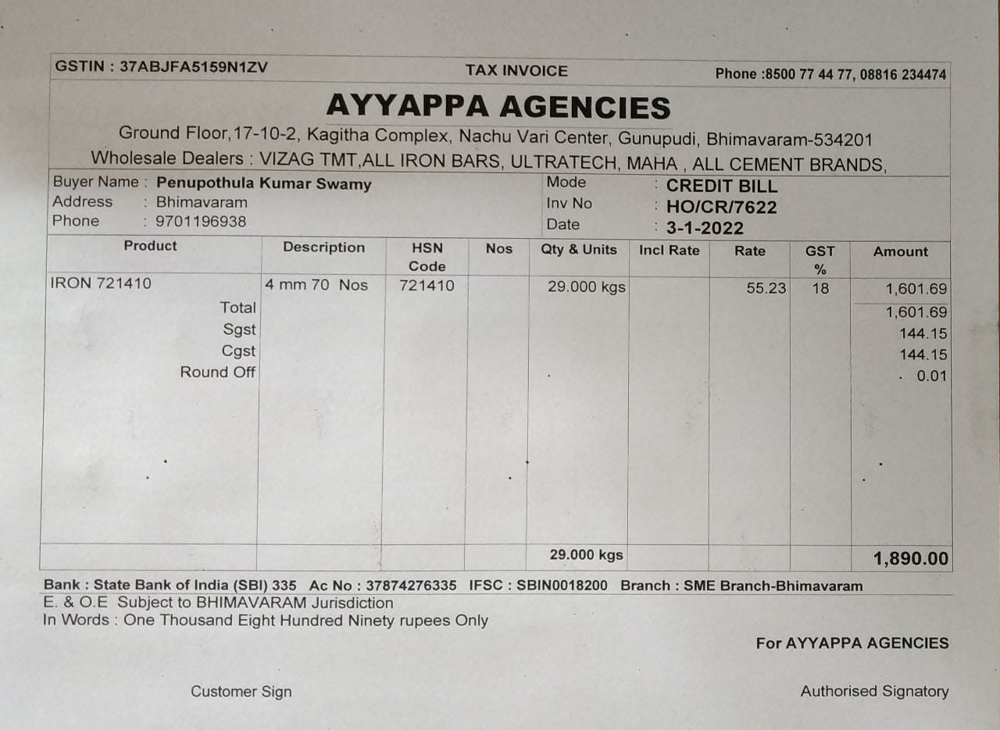 GSTIN : 37ABJFA5159N1ZV TAX INVOICE Phone :8500 77 44 77, 08816 234474
AYYAPPA AGENCIES
Ground Floor,17-10-2, Kagitha Complex, Nachu Vari Center, Gunupudi, Bhimavaram-534201
Wholesale Dealers : VIZAG TMT,ALL IRON BARS, ULTRATECH, MAHA , ALL CEMENT BRANDS,
Buyer Name : Penupothula Kumar Swamy Mode : CREDIT BILL
Address : Bhimavaram Inv No : HO/CR/7622
Phone : 9701196938 Date : 3-1-2022
Product Description HSN Code Nos Qty & Units Incl Rate Rate GST % Amount
IRON 721410 4 mm 70 Nos 721410 29.000 kgs 55.23 18 1,601.69
Total 1,601.69
Sgst 144.15
Cgst 144.15
Round Off 0.01
29.000 kgs 1,890.00
Bank : State Bank of India (SBI) 335 Ac No : 37874276335 IFSC : SBIN0018200 Branch : SME Branch-Bhimavaram
E. & O.E Subject to BHIMAVARAM Jurisdiction
In Words : One Thousand Eight Hundred Ninety rupees Only
For AYYAPPA AGENCIES
Customer Sign Authorised Signatory